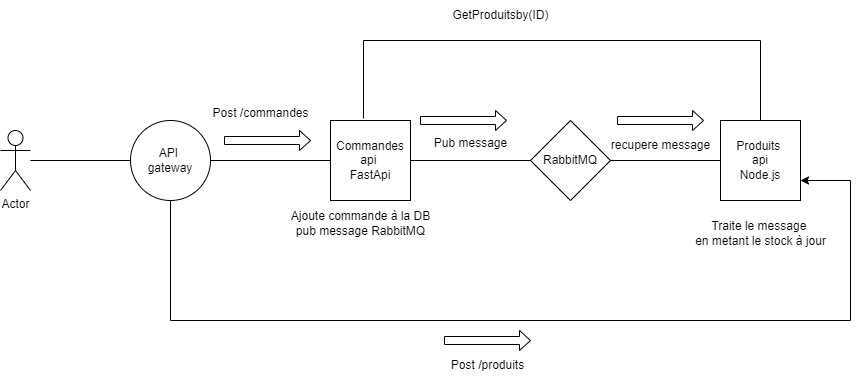 GetProduitsby(ID)
Post /commandes
Pub message
recupere message
Actor
API
gateway
Commandes
api
FastApi
RabbitMQ
Produits
api
Node.js
Ajoute commande à la DB
pub message RabbitMQ
Traite le message
en metant le stock à jour
Post /produits